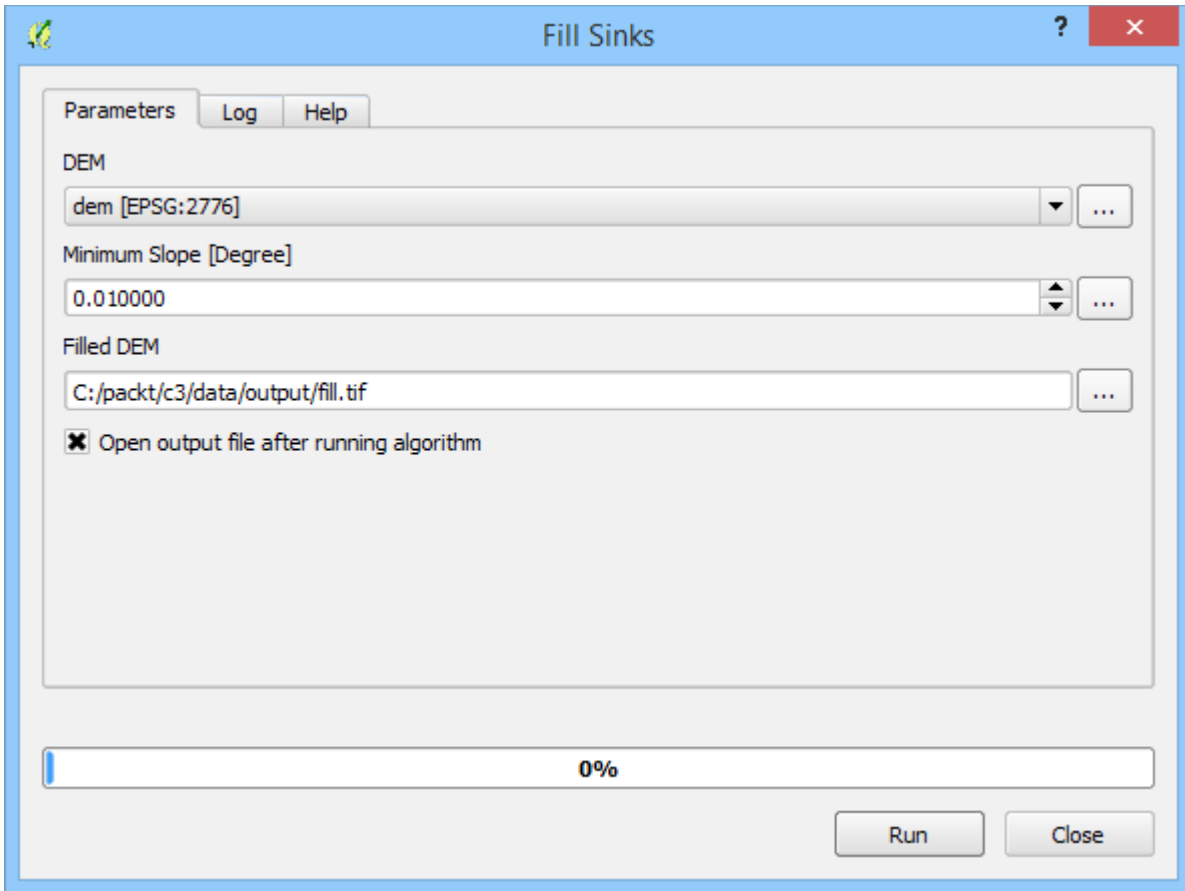 Fill Sinks
?
Parameters Log Help
DEM
dem [EPSG:2776]
...
Minimum Slope [Degree]
0.010000
...
Filled DEM
C:/packt/c3/data/output/fill.tif
...
Open output file after running algorithm
0%
Run Close